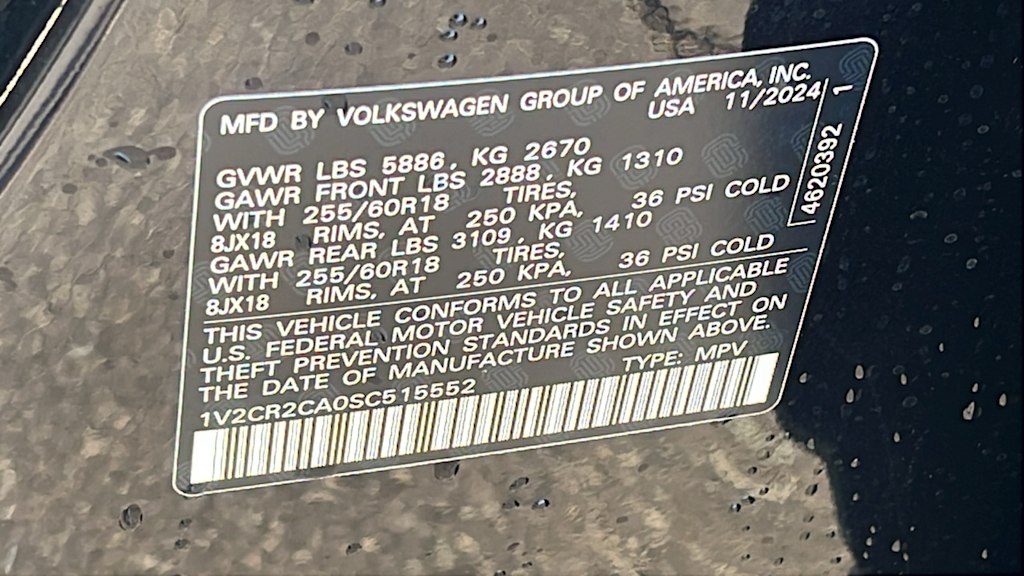 MFD BY VOLKSWAGEN GROUP OF AMERICA, INC.
USA 11/2024
GVWR LBS 5886, KG 2670
GAWR FRONT LBS 2888, KG 1310
WITH 255/60R18 TIRES,
8JX18 RIMS, AT 250 KPA, 36 PSI COLD
GAWR REAR LBS 3109, KG 1410
WITH 255/60R18 TIRES,
8JX18 RIMS, AT 250 KPA, 36 PSI COLD
THIS VEHICLE CONFORMS TO ALL APPLICABLE
U.S. FEDERAL MOTOR VEHICLE SAFETY AND
THEFT PREVENTION STANDARDS IN EFFECT ON
THE DATE OF MANUFACTURE SHOWN ABOVE.
1V2CR2CA0SC515552 TYPE: MPV
4620392 1